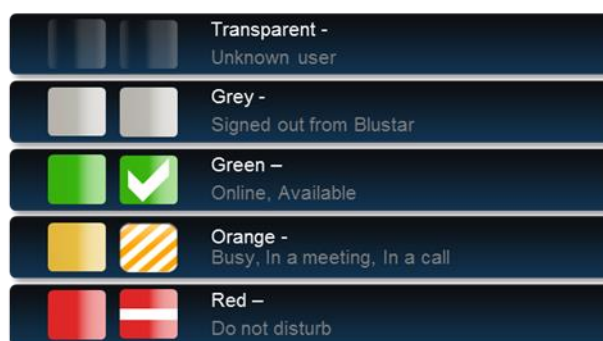 Transparent -
Unknown user
Grey -
Signed out from Blustar
Green –
Online, Available
Orange -
Busy, In a meeting, In a call
Red –
Do not disturb